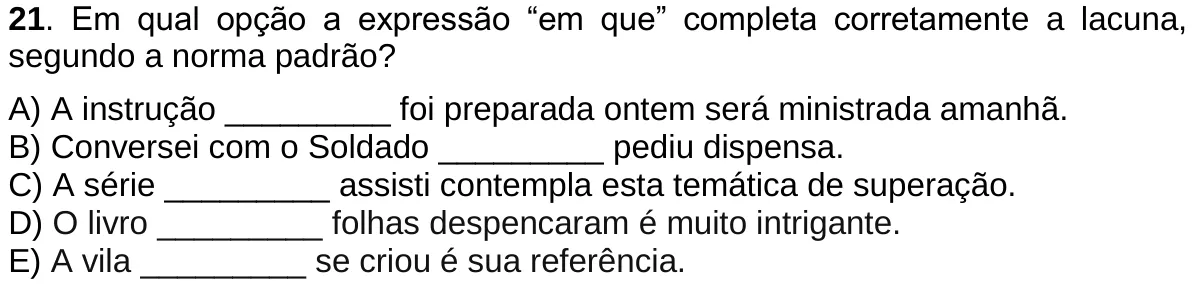 21. Em qual opção a expressão “em que” completa corretamente a lacuna,
segundo a norma padrão?
A) A instrução _________ foi preparada ontem será ministrada amanhã.
B) Conversei com o Soldado _________ pediu dispensa.
C) A série _________ assisti contempla esta temática de superação.
D) O livro _________ folhas despencaram é muito intrigante.
E) A vila _________ se criou é sua referência.